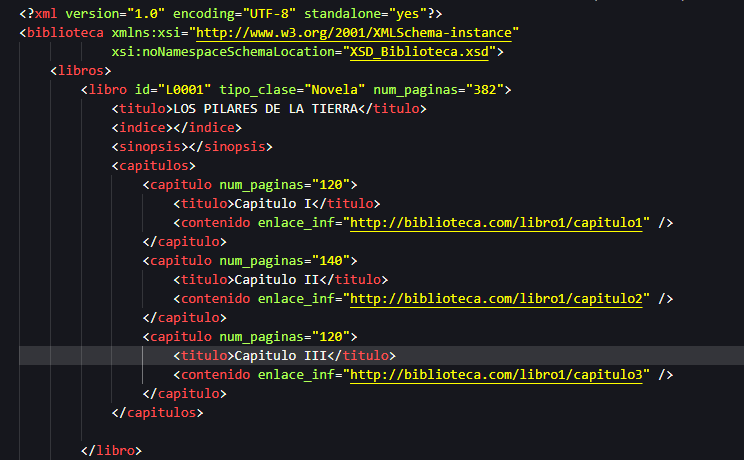 <?xml version="1.0" encoding="UTF-8" standalone="yes"?>
<biblioteca xmlns:xsi="http://www.w3.org/2001/XMLSchema-instance"
            xsi:noNamespaceSchemaLocation="XSD_Biblioteca.xsd">
    <libros>
        <libro id="L0001" tipo_clase="Novela" num_paginas="382">
            <titulo>LOS PILARES DE LA TIERRA</titulo>
            <indice></indice>
            <sinopsis></sinopsis>
            <capitulos>
                <capitulo num_paginas="120">
                    <titulo>Capitulo I</titulo>
                    <contenido enlace_inf="http://biblioteca.com/libro1/capitulo1" />
                </capitulo>
                <capitulo num_paginas="140">
                    <titulo>Capitulo II</titulo>
                    <contenido enlace_inf="http://biblioteca.com/libro1/capitulo2" />
                </capitulo>
                <capitulo num_paginas="120">
                    <titulo>Capitulo III</titulo>
                    <contenido enlace_inf="http://biblioteca.com/libro1/capitulo3" />
                </capitulo>
            </capitulos>

        </libro>